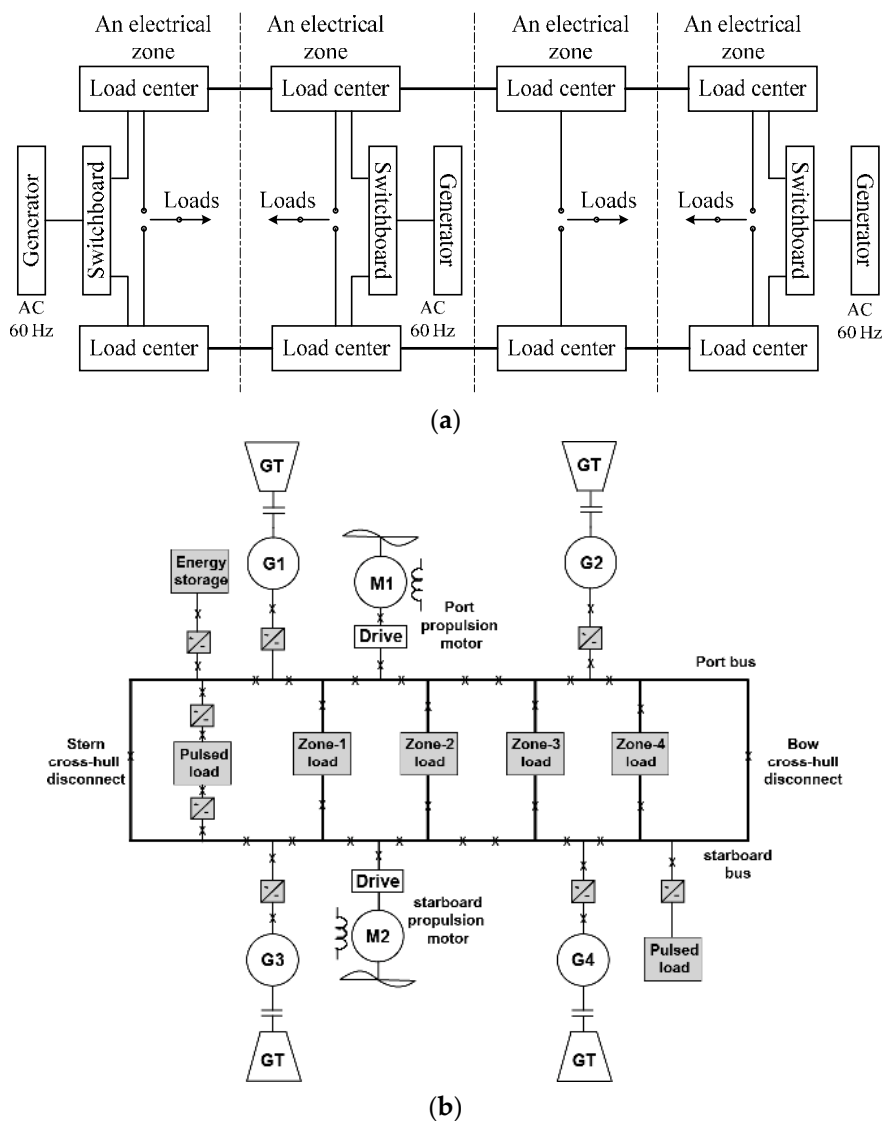 An electrical
zone
An electrical
zone
An electrical
zone
An electrical
zone
Load center
Load center
Load center
Load center
Generator
Switchboard
Loads
Loads
Switchboard
Generator
Loads
Loads
Switchboard
Generator
AC
60 Hz
AC
60 Hz
AC
60 Hz
Load center
Load center
Load center
Load center
(a)
GT
GT
Energy
storage
G1
M1
G2
Port
propulsion
motor
Drive
Port bus
Stern
cross-hull
disconnect
Pulsed
load
Zone-1
load
Zone-2
load
Zone-3
load
Zone-4
load
Bow
cross-hull
disconnect
starboard
bus
Drive
starboard
propulsion
motor
G3
M2
G4
Pulsed
load
GT
GT
(b)